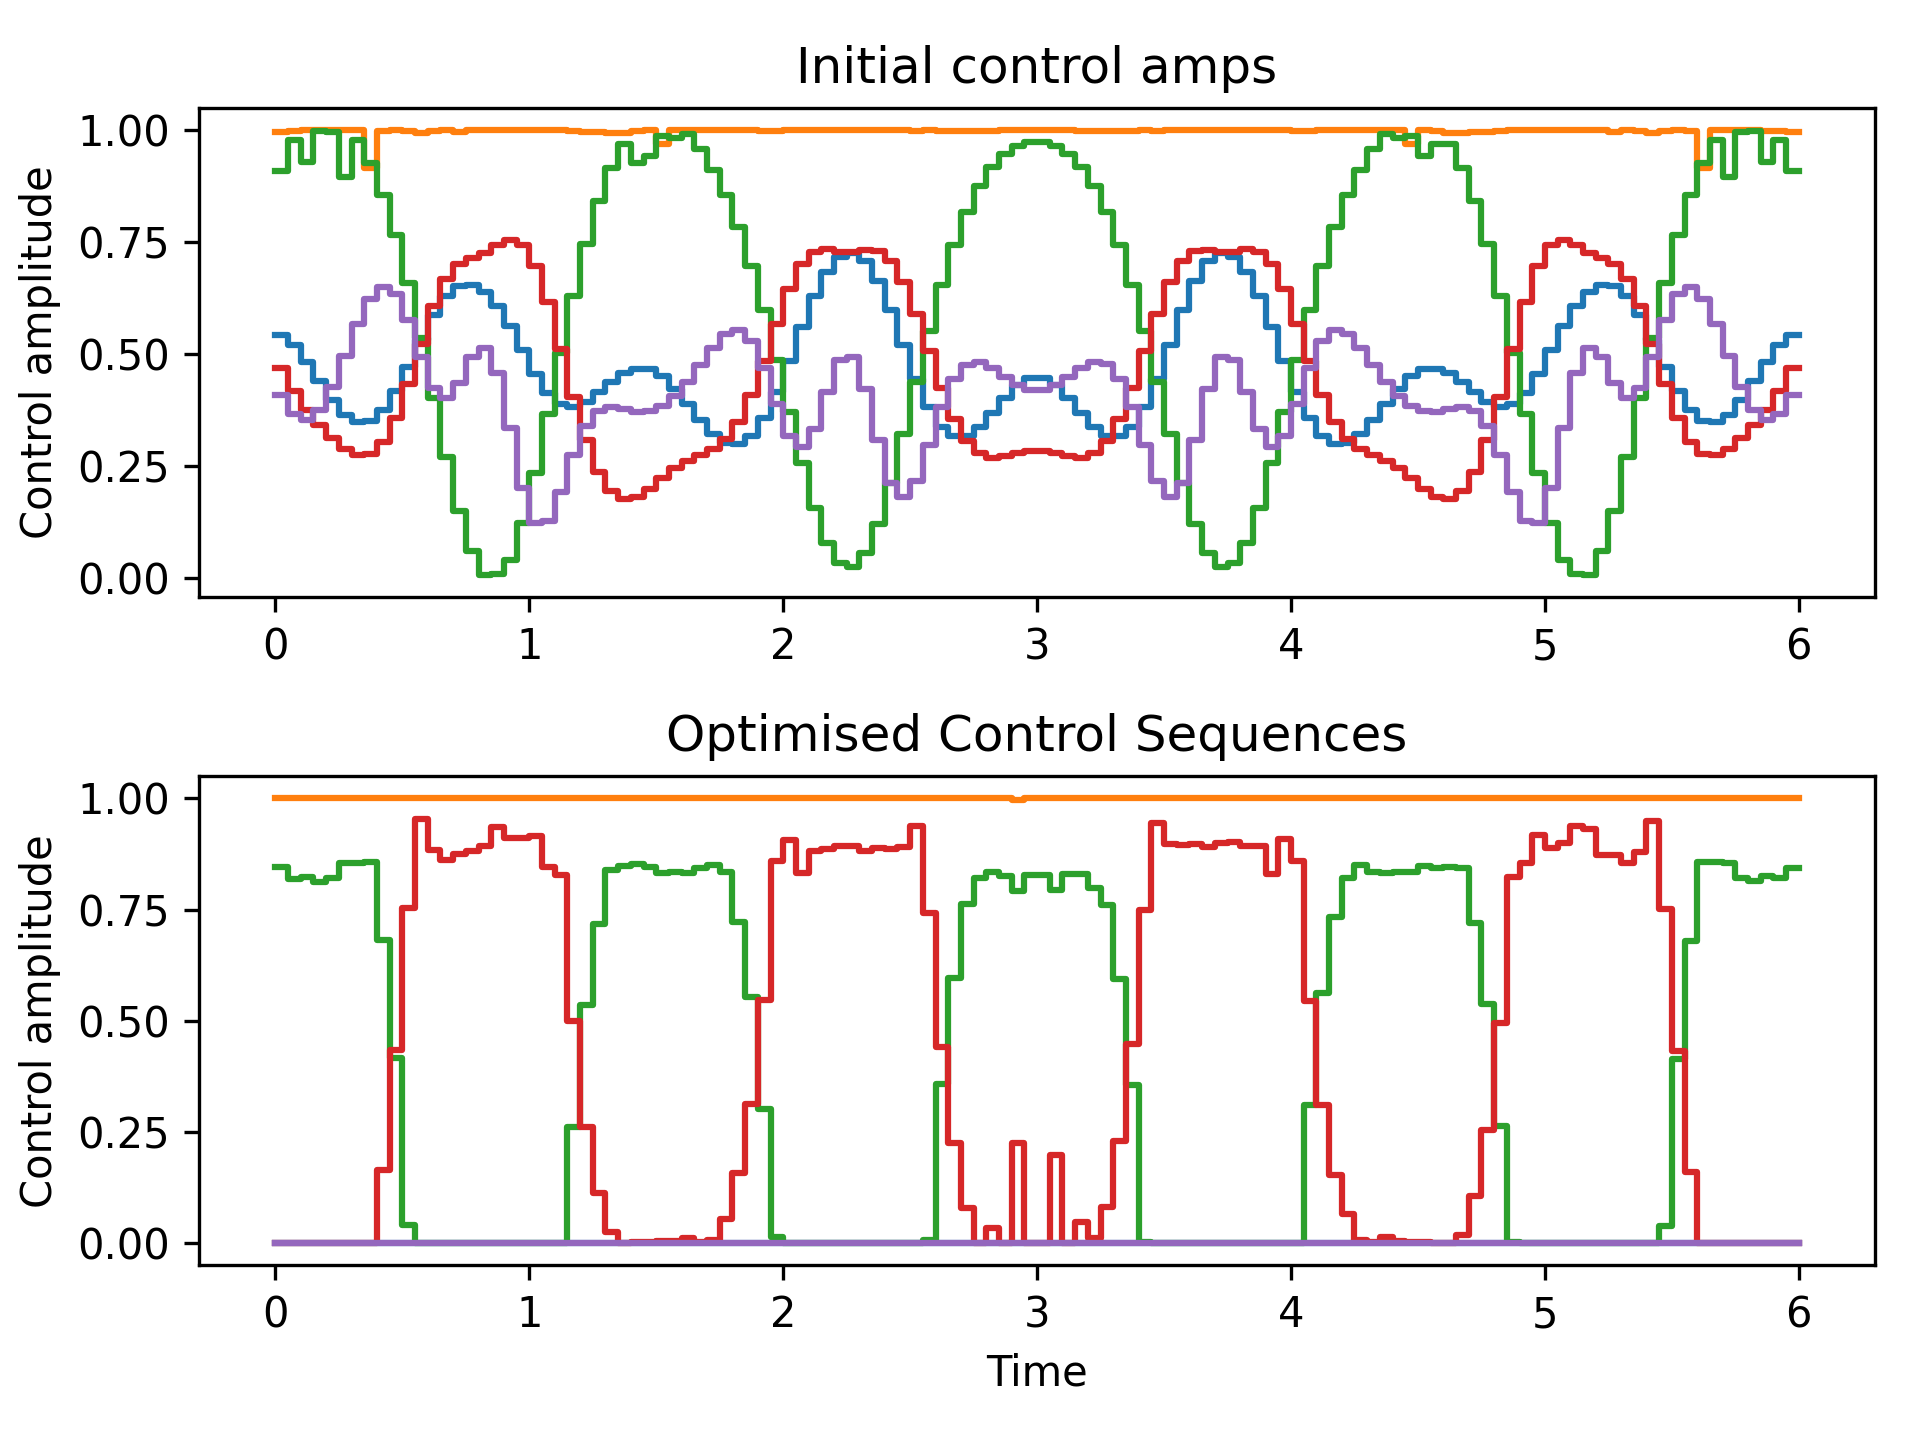 Initial control amps
Control amplitude
1.00
0.75
0.50
0.25
0.00
0 1 2 3 4 5 6
Optimised Control Sequences
Control amplitude
1.00
0.75
0.50
0.25
0.00
0 1 2 3 4 5 6
Time